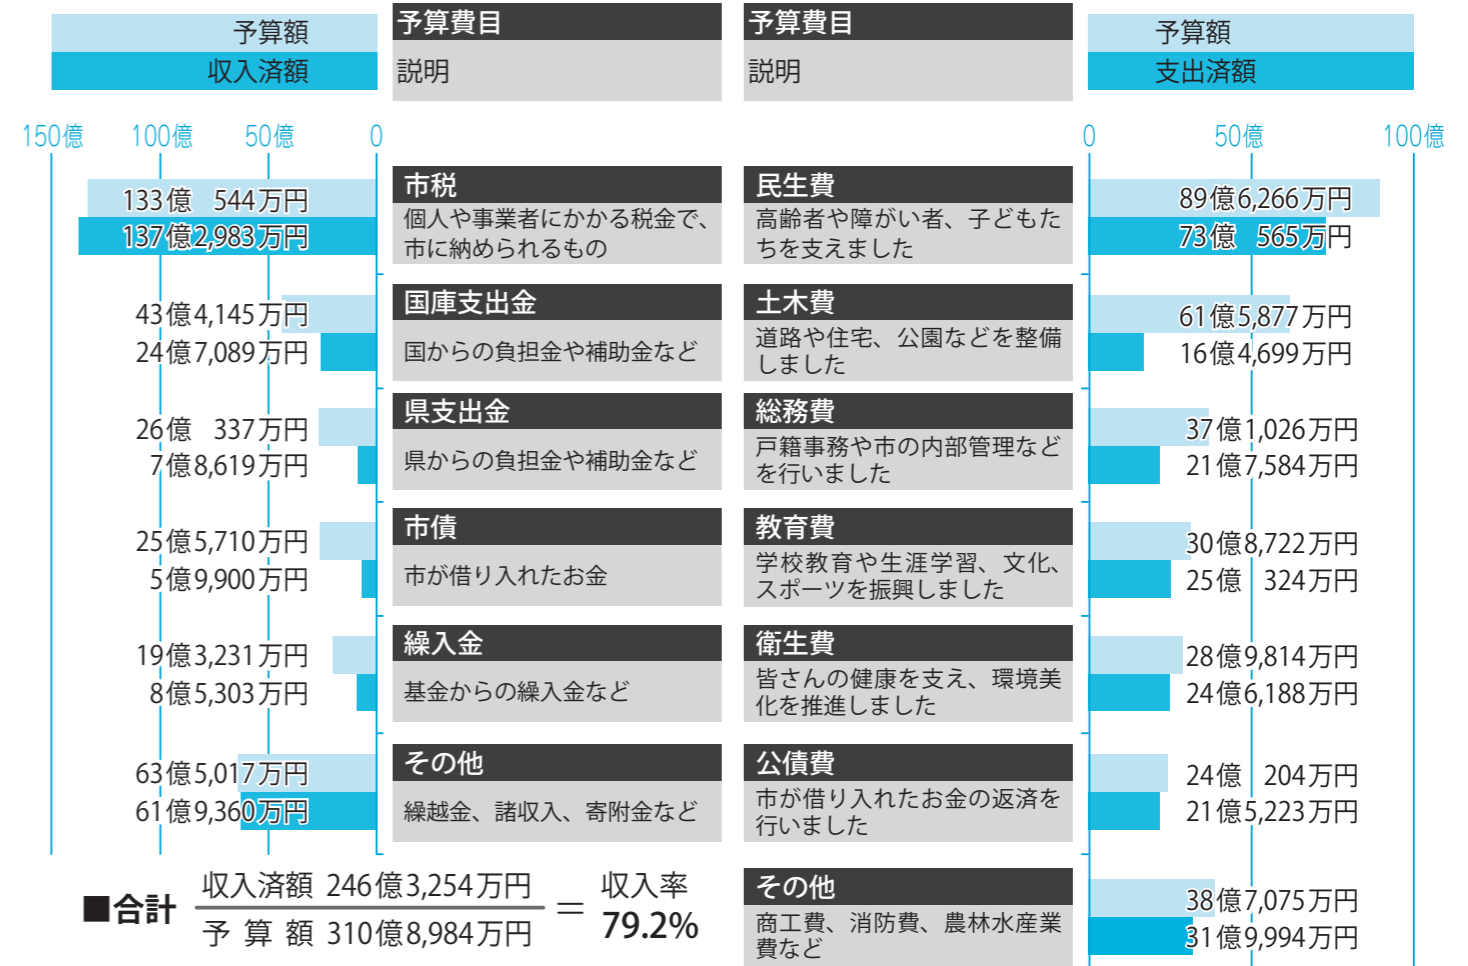 予算額
収入済額
予算費目
説明
予算費目
説明
予算額
支出済額
150億 100億 50億 0
0 50億 100億
133億 544万円
137億2,983万円
市税
個人や事業者にかかる税金で、
市に納められるもの
民生費
高齢者や障がい者、子どもた
ちを支えました
89億6,266万円
73億 565万円
43億4,145万円
24億7,089万円
国庫支出金
国からの負担金や補助金など
土木費
道路や住宅、公園などを整備
しました
61億5,877万円
16億4,699万円
26億 337万円
7億8,619万円
県支出金
県からの負担金や補助金など
総務費
戸籍事務や市の内部管理など
を行いました
37億1,026万円
21億7,584万円
25億5,710万円
5億9,900万円
市債
市が借り入れたお金
教育費
学校教育や生涯学習、文化、
スポーツを振興しました
30億8,722万円
25億 324万円
19億3,231万円
8億5,303万円
繰入金
基金からの繰入金など
衛生費
皆さんの健康を支え、環境美
化を推進しました
28億9,814万円
24億6,188万円
63億5,017万円
61億9,360万円
その他
繰越金、諸収入、寄附金など
公債費
市が借り入れたお金の返済を
行いました
24億 204万円
21億5,223万円
■合計
収入済額 246億3,254万円
予算額 310億8,984万円
＝
収入率
79.2%
その他
商工費、消防費、農林水産業
費など
38億7,075万円
31億9,994万円